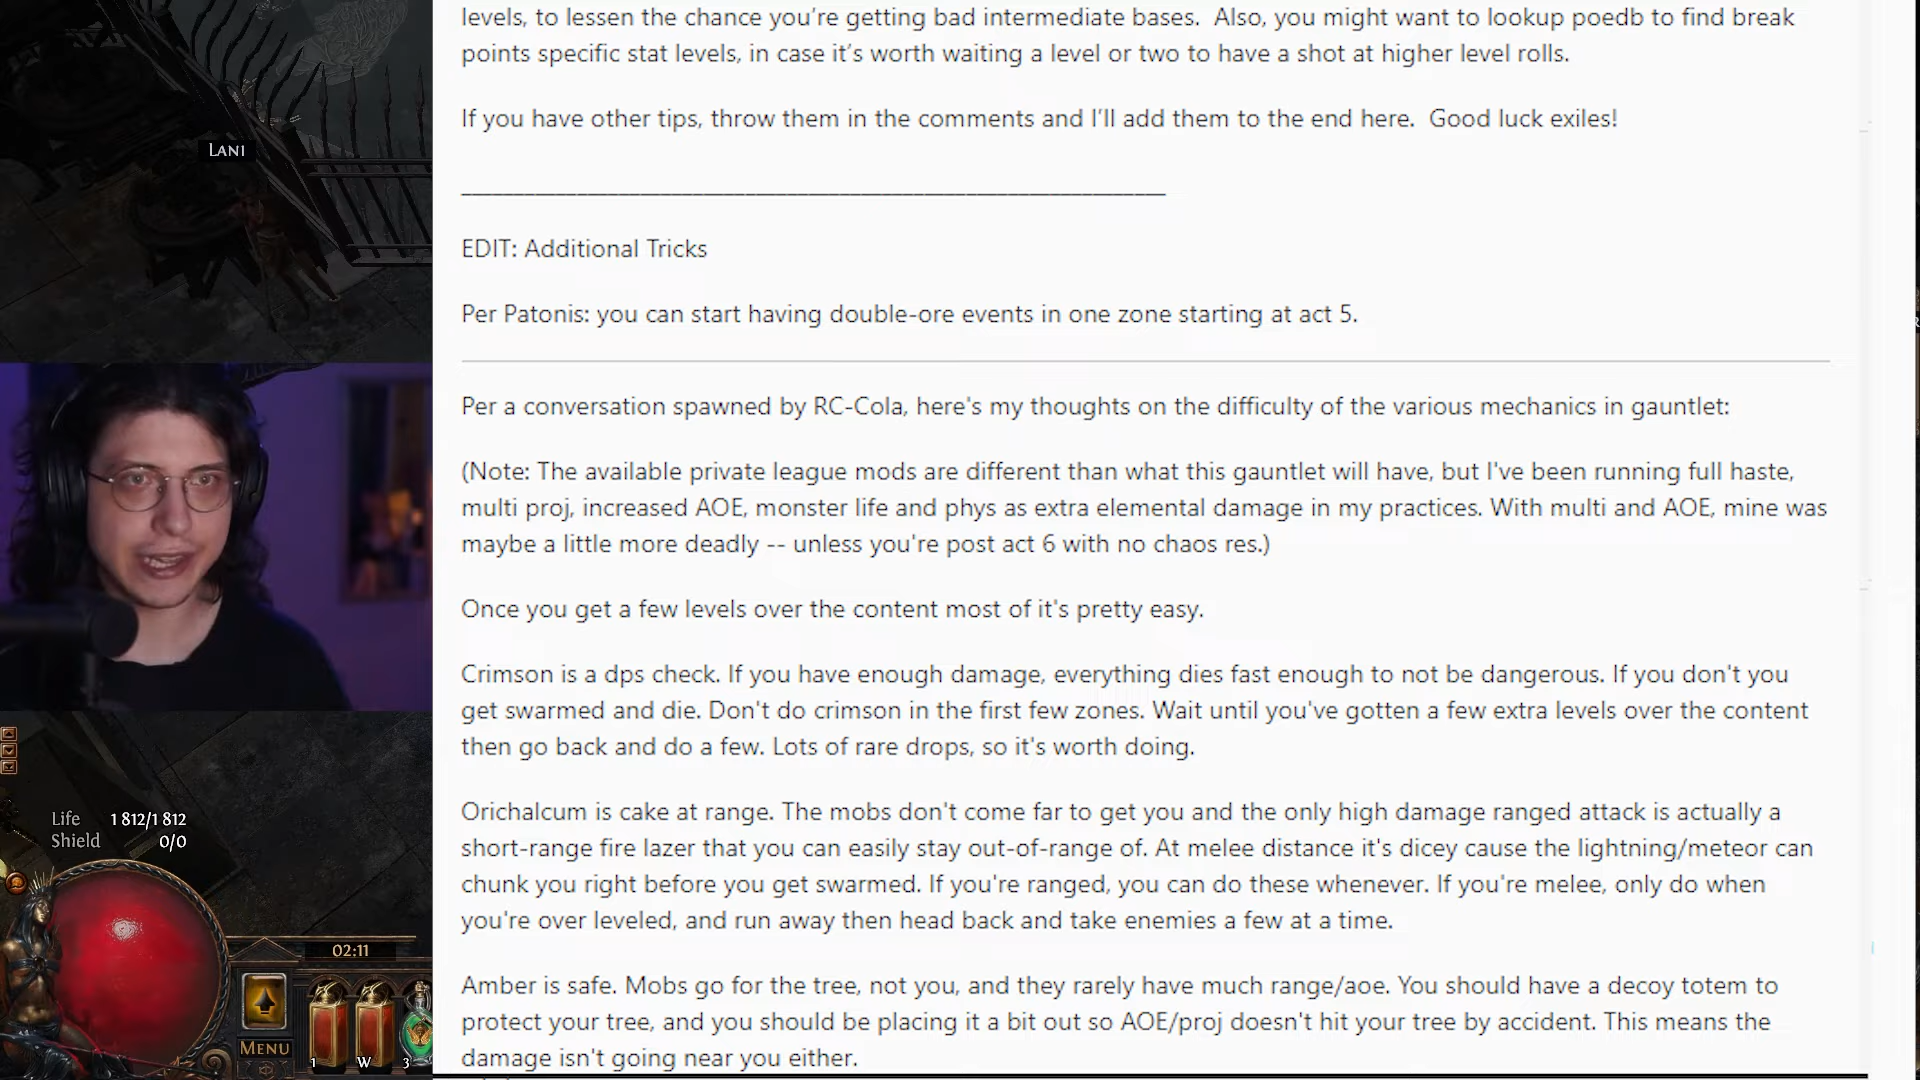 levels, to lessen the chance you're getting bad intermediate bases.  Also, you might want to lookup poedb to find break
points specific stat levels, in case it's worth waiting a level or two to have a shot at higher level rolls.
If you have other tips, throw them in the comments and I'll add them to the end here.  Good luck exiles!
EDIT: Additional Tricks
Per Patonis: you can start having double-ore events in one zone starting at act 5.
Per a conversation spawned by RC-Cola, here's my thoughts on the difficulty of the various mechanics in gauntlet:
(Note: The available private league mods are different than what this gauntlet will have, but I've been running full haste,
multi proj, increased AOE, monster life and phys as extra elemental damage in my practices. With multi and AOE, mine was
maybe a little more deadly -- unless you're post act 6 with no chaos res.)
Once you get a few levels over the content most of it's pretty easy.
Crimson is a dps check. If you have enough damage, everything dies fast enough to not be dangerous. If you don't you
get swarmed and die. Don't do crimson in the first few zones. Wait until you've gotten a few extra levels over the content
then go back and do a few. Lots of rare drops, so it's worth doing.
Orichalcum is cake at range. The mobs don't come far to get you and the only high damage ranged attack is actually a
short-range fire lazer that you can easily stay out-of-range of. At melee distance it's dicey cause the lightning/meteor can
chunk you right before you get swarmed. If you're ranged, you can do these whenever. If you're melee, only do when
you're over leveled, and run away then head back and take enemies a few at a time.
Amber is safe. Mobs go for the tree, not you, and they rarely have much range/aoe. You should have a decoy totem to
protect your tree, and you should be placing it a bit out so AOE/proj doesn't hit your tree by accident. This means the
damage isn't going near you either.
LANI
Life 1 812/1 812
Shield 0/0
02:11
MENU
1 W 3